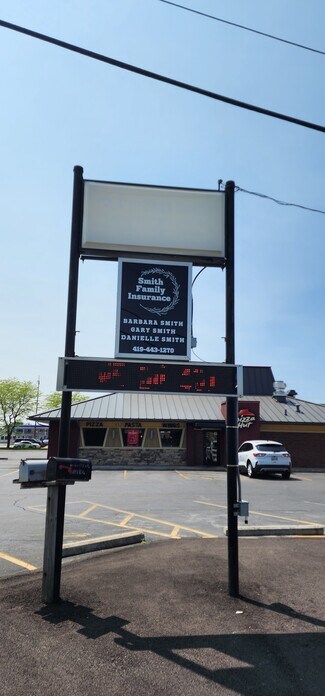 Smith
Family
Insurance
BARBARA SMITH
GARY SMITH
DANIELLE SMITH
419-443-1270
PIZZA
PASTA
WINGS
Pizza
Hut